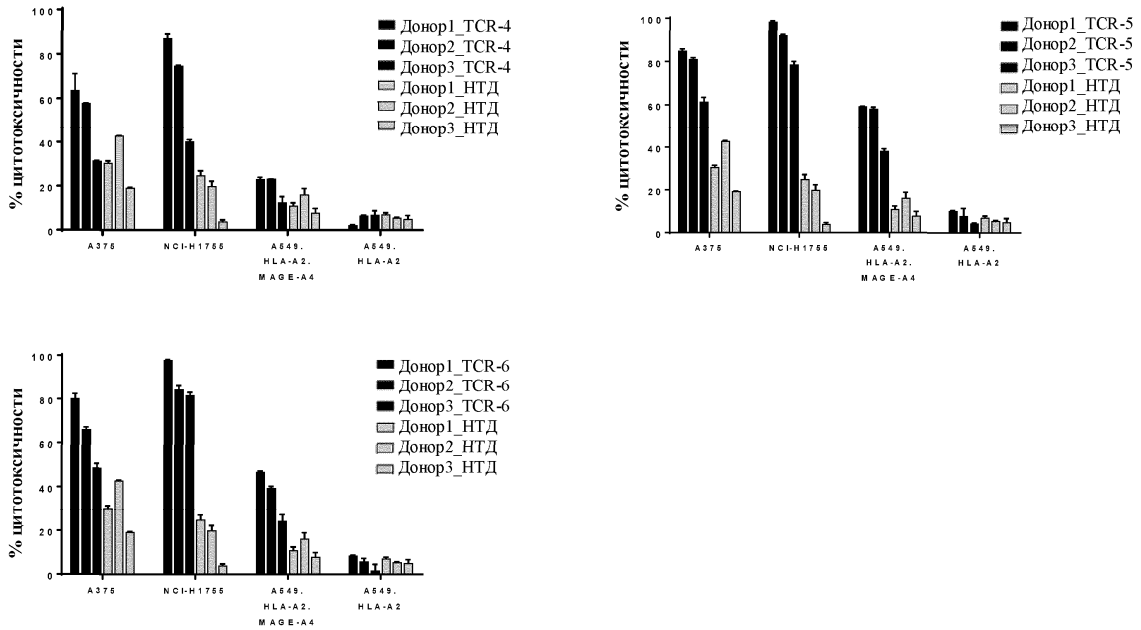 % цитотоксичности
100
80
60
40
20
0
A375
NCI-H1755
A549.
HLA-A2.
MAGE-A4
A549.
HLA-A2
Донор1_TCR-4
Донор2_TCR-4
Донор3_TCR-4
Донор1_НТД
Донор2_НТД
Донор3_НТД
% цитотоксичности
100
80
60
40
20
0
A375
NCI-H1755
A549.
HLA-A2.
MAGE-A4
A549.
HLA-A2
Донор1_TCR-5
Донор2_TCR-5
Донор3_TCR-5
Донор1_НТД
Донор2_НТД
Донор3_НТД
% цитотоксичности
100
80
60
40
20
0
A375
NCI-H1755
A549.
HLA-A2.
MAGE-A4
A549.
HLA-A2
Донор1_TCR-6
Донор2_TCR-6
Донор3_TCR-6
Донор1_НТД
Донор2_НТД
Донор3_НТД